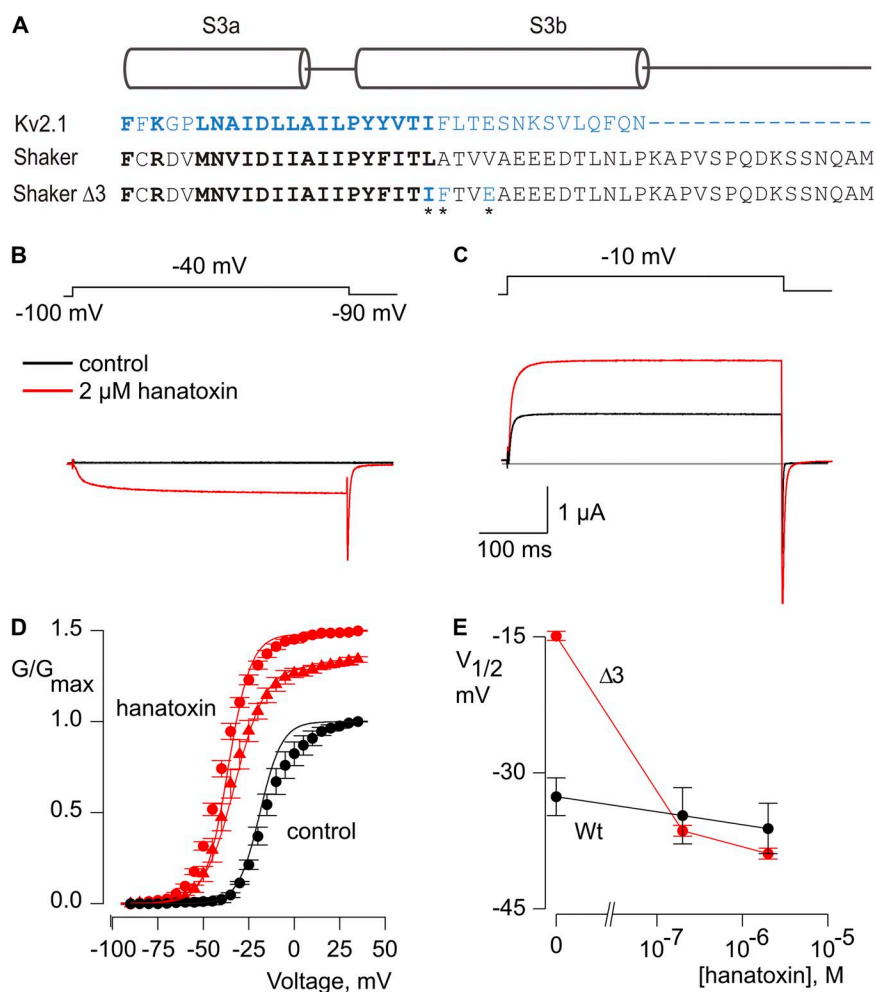 A
S3a S3b
Kv2.1 FFKGPLNAIDLLAILPYYVTIFLTESNKSVLQFQN--------------
Shaker FCRDVMNVIDIIAIIPYFITLATVVAEEEDTLNLPKAPVSPQDKSSNQAM
Shaker Δ3 FCRDVMNVIDIIAIIPYFITIFTVEAEEEDTLNLPKAPVSPQDKSSNQAM
** *
B
-40 mV
-100 mV -90 mV
control
2 µM hanatoxin
C
-10 mV
1 µA
100 ms
D
1.5
G/Gmax
hanatoxin
1.0
0.5
control
0.0
-100 -75 -50 -25 0 25 50
Voltage, mV
E
-15
V1/2
mV
Δ3
-30
Wt
-45
0 10-7 10-6 10-5
[hanatoxin], M